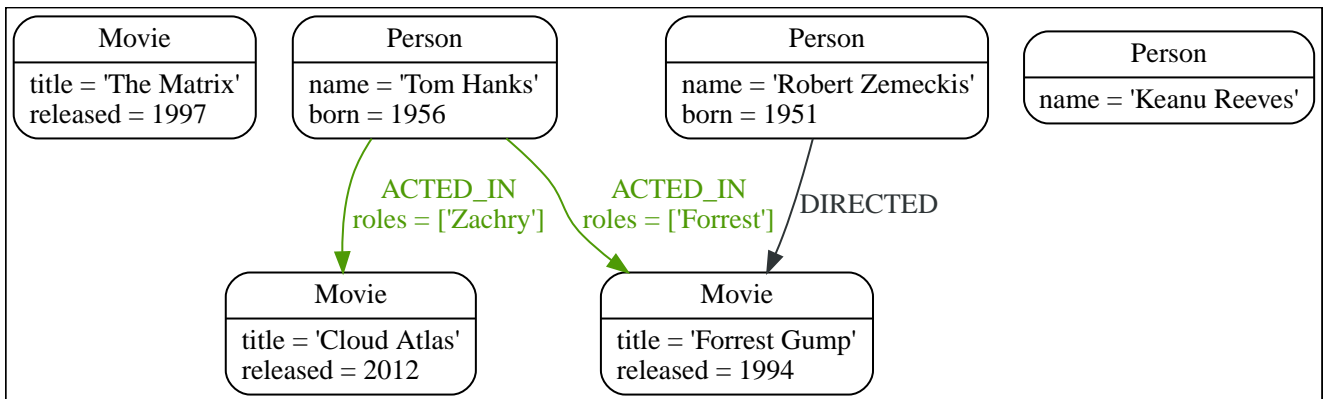 Movie
title = 'The Matrix'
released = 1997
Person
name = 'Tom Hanks'
born = 1956
Person
name = 'Robert Zemeckis'
born = 1951
Person
name = 'Keanu Reeves'
ACTED_IN
roles = ['Zachry']
ACTED_IN
roles = ['Forrest']
DIRECTED
Movie
title = 'Cloud Atlas'
released = 2012
Movie
title = 'Forrest Gump'
released = 1994